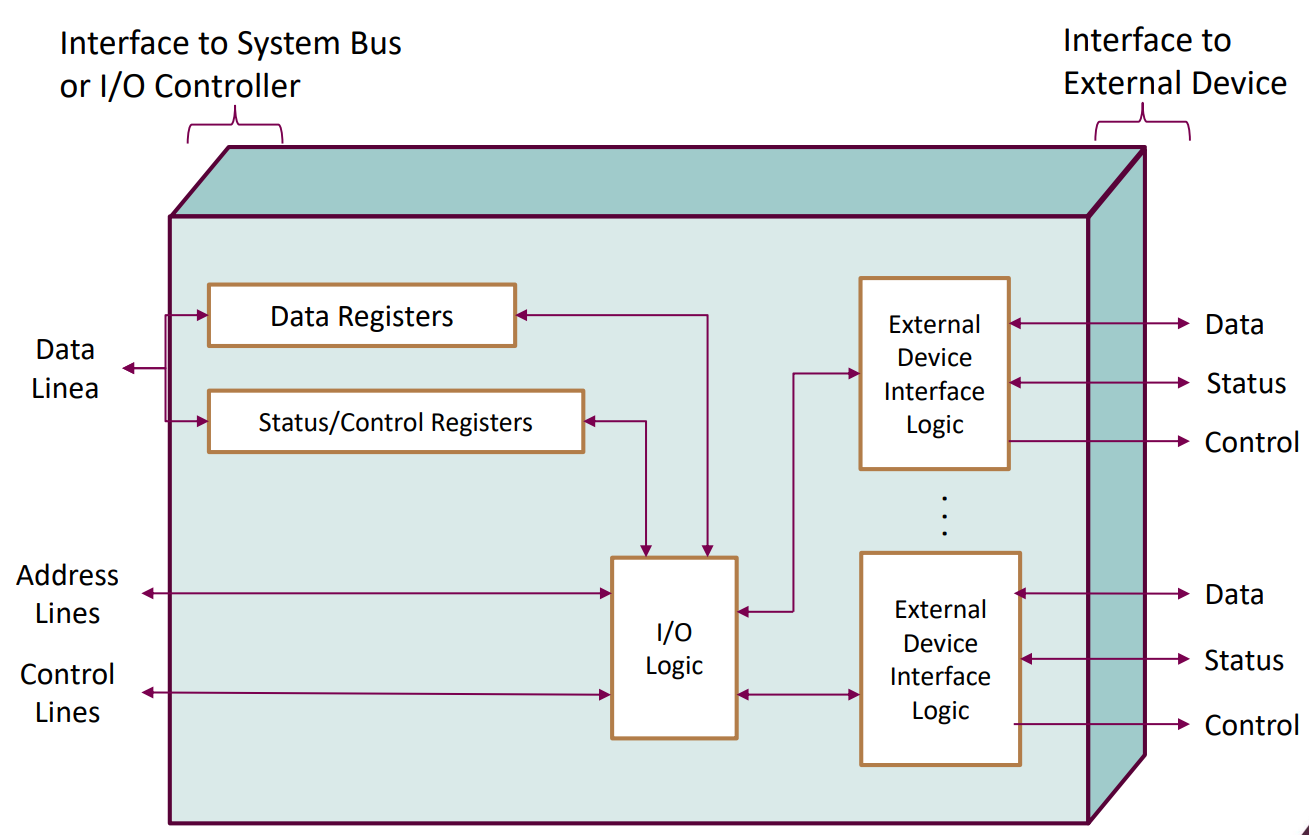 Interface to System Bus
or I/O Controller
Interface to
External Device
Data Registers
Status/Control Registers
Data
Linea
Address
Lines
Control
Lines
I/O
Logic
External
Device
Interface
Logic
Data
Status
Control
External
Device
Interface
Logic
Data
Status
Control